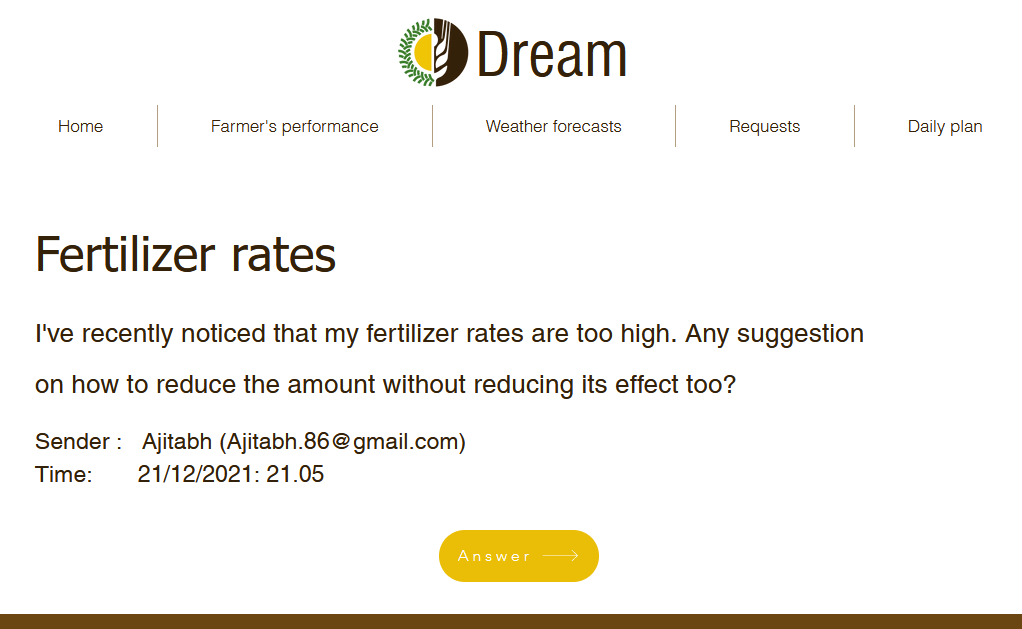 Dream
Home Farmer's performance Weather forecasts Requests Daily plan
Fertilizer rates
I've recently noticed that my fertilizer rates are too high. Any suggestion
on how to reduce the amount without reducing its effect too?
Sender : Ajitabh (Ajitabh.86@gmail.com)
Time: 21/12/2021: 21.05
Answer